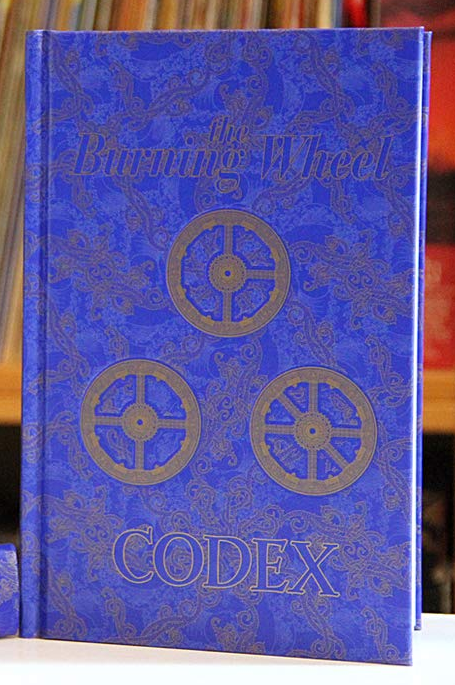 the
Burning Wheel
CODEX